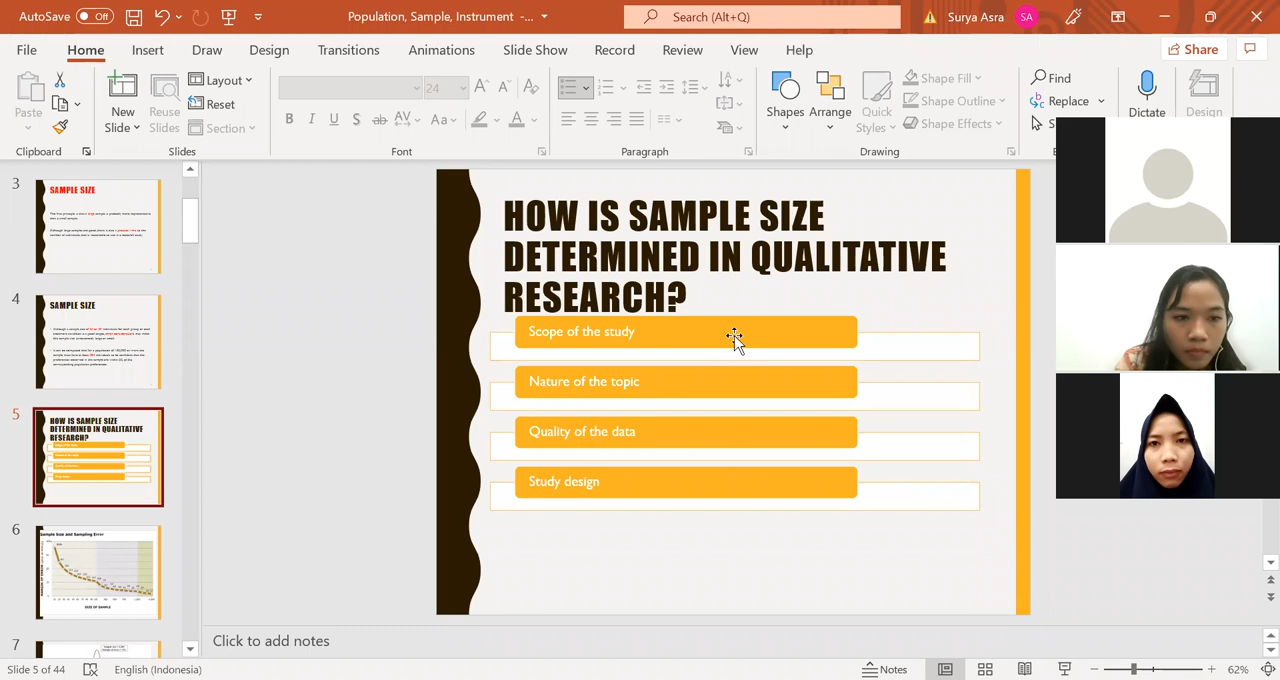 AutoSave Off
Population, Sample, Instrument -...
Search (Alt+Q)
Surya Asra SA
File Home Insert Draw Design Transitions Animations Slide Show Record Review View Help Share
Paste
New Slide
Reuse Slides
Layout
Reset
Section
24
Shapes
Arrange
Quick Styles
Shape Fill
Shape Outline
Shape Effects
Find
Replace
Dictate
Design
Clipboard Slides Font Paragraph Drawing
3
SAMPLE SIZE
4
SAMPLE SIZE
5
HOW IS SAMPLE SIZE
DETERMINED IN QUALITATIVE
RESEARCH?
6
Sample Size and Sampling Error
SIZE OF SAMPLE
7
HOW IS SAMPLE SIZE
DETERMINED IN QUALITATIVE
RESEARCH?
Scope of the study
Nature of the topic
Quality of the data
Study design
Click to add notes
Slide 5 of 44 English (Indonesia) Notes 62%